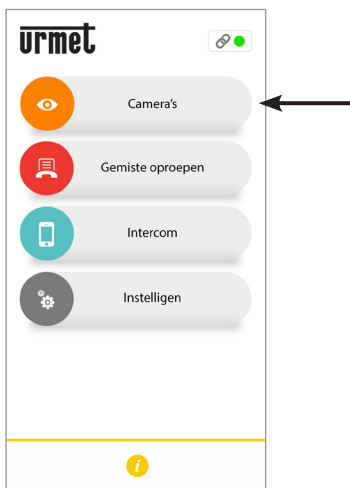 urmet
Camera's
Gemiste oproepen
Intercom
Instelligen
i